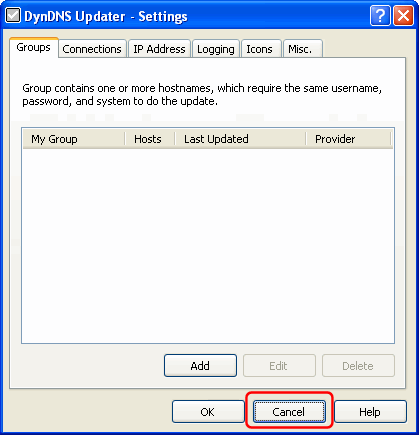 DynDNS Updater - Settings
Groups Connections IP Address Logging Icons Misc.
Group contains one or more hostnames, which require the same username,
password, and system to do the update.
My Group Hosts Last Updated Provider
Add Edit Delete
OK Cancel Help